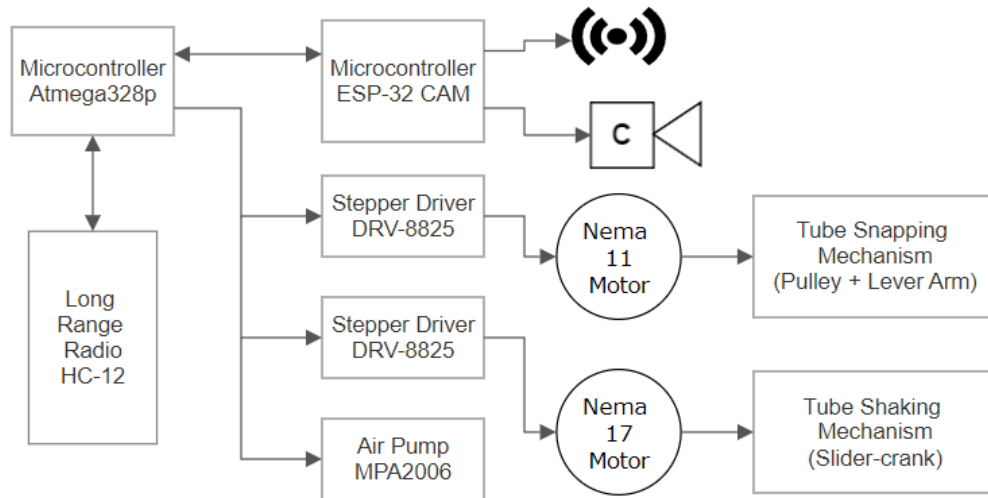 Microcontroller
Atmega328p
Microcontroller
ESP-32 CAM
C
Stepper Driver
DRV-8825
Nema
11
Motor
Tube Snapping
Mechanism
(Pulley + Lever Arm)
Long
Range
Radio
HC-12
Stepper Driver
DRV-8825
Nema
17
Motor
Tube Shaking
Mechanism
(Slider-crank)
Air Pump
MPA2006